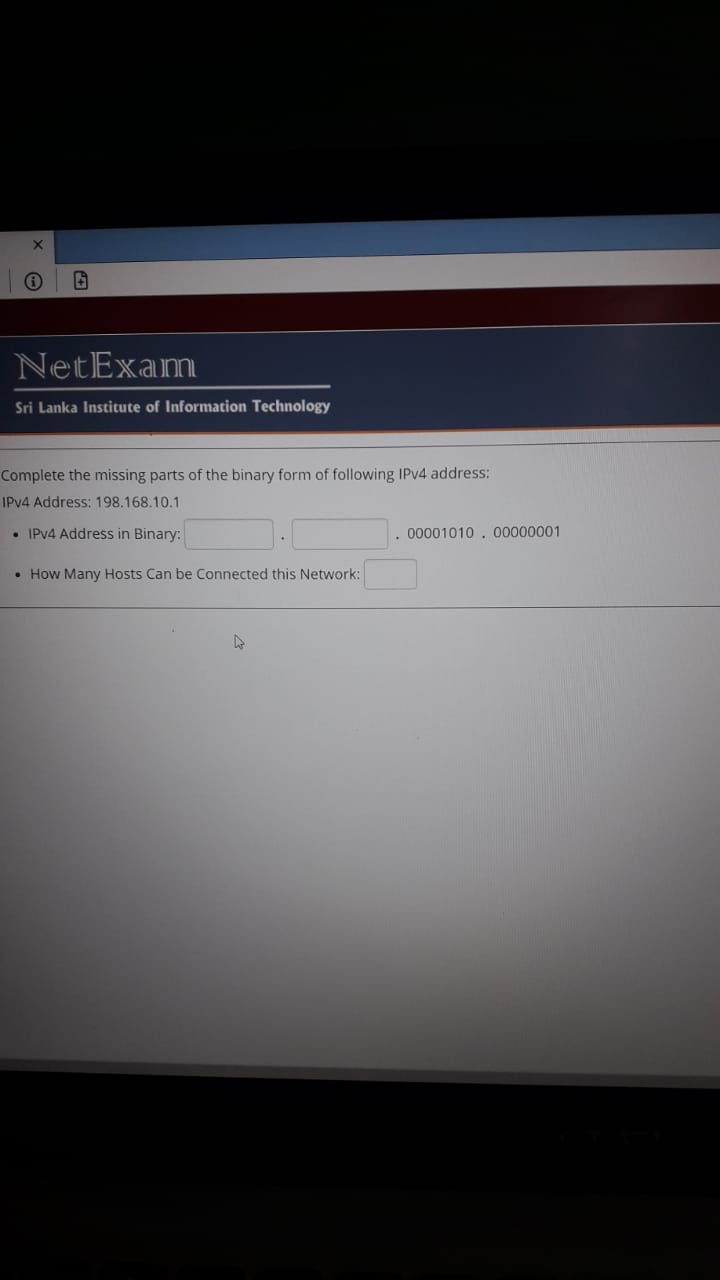 NetExam
Sri Lanka Institute of Information Technology
Complete the missing parts of the binary form of following IPv4 address:
IPv4 Address: 198.168.10.1
• IPv4 Address in Binary: . . 00001010 . 00000001
• How Many Hosts Can be Connected this Network: